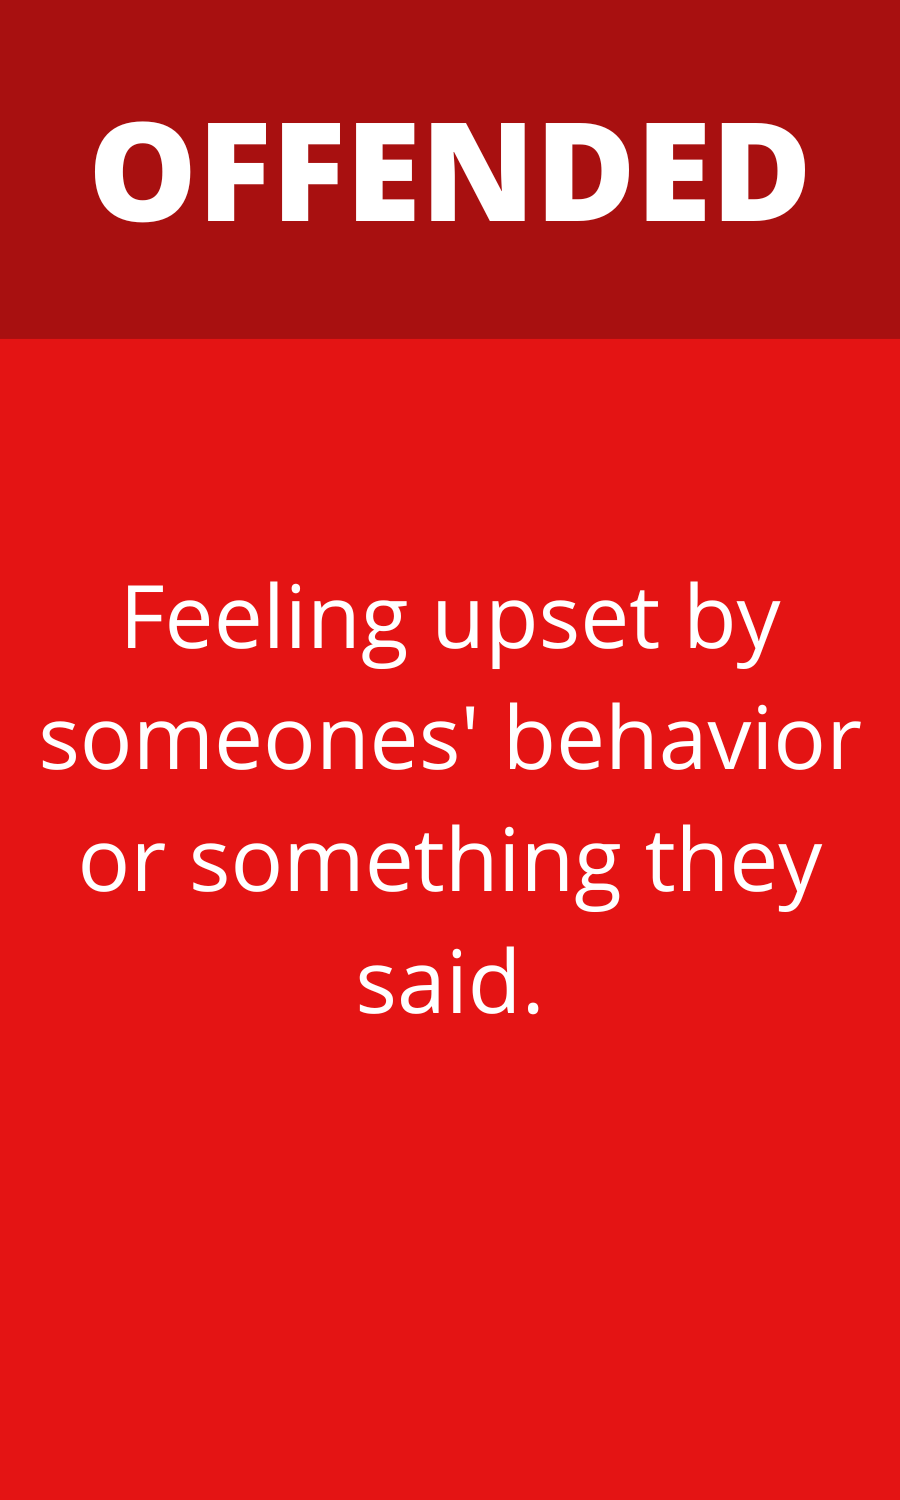 OFFENDED
Feeling upset by
someones' behavior
or something they
said.